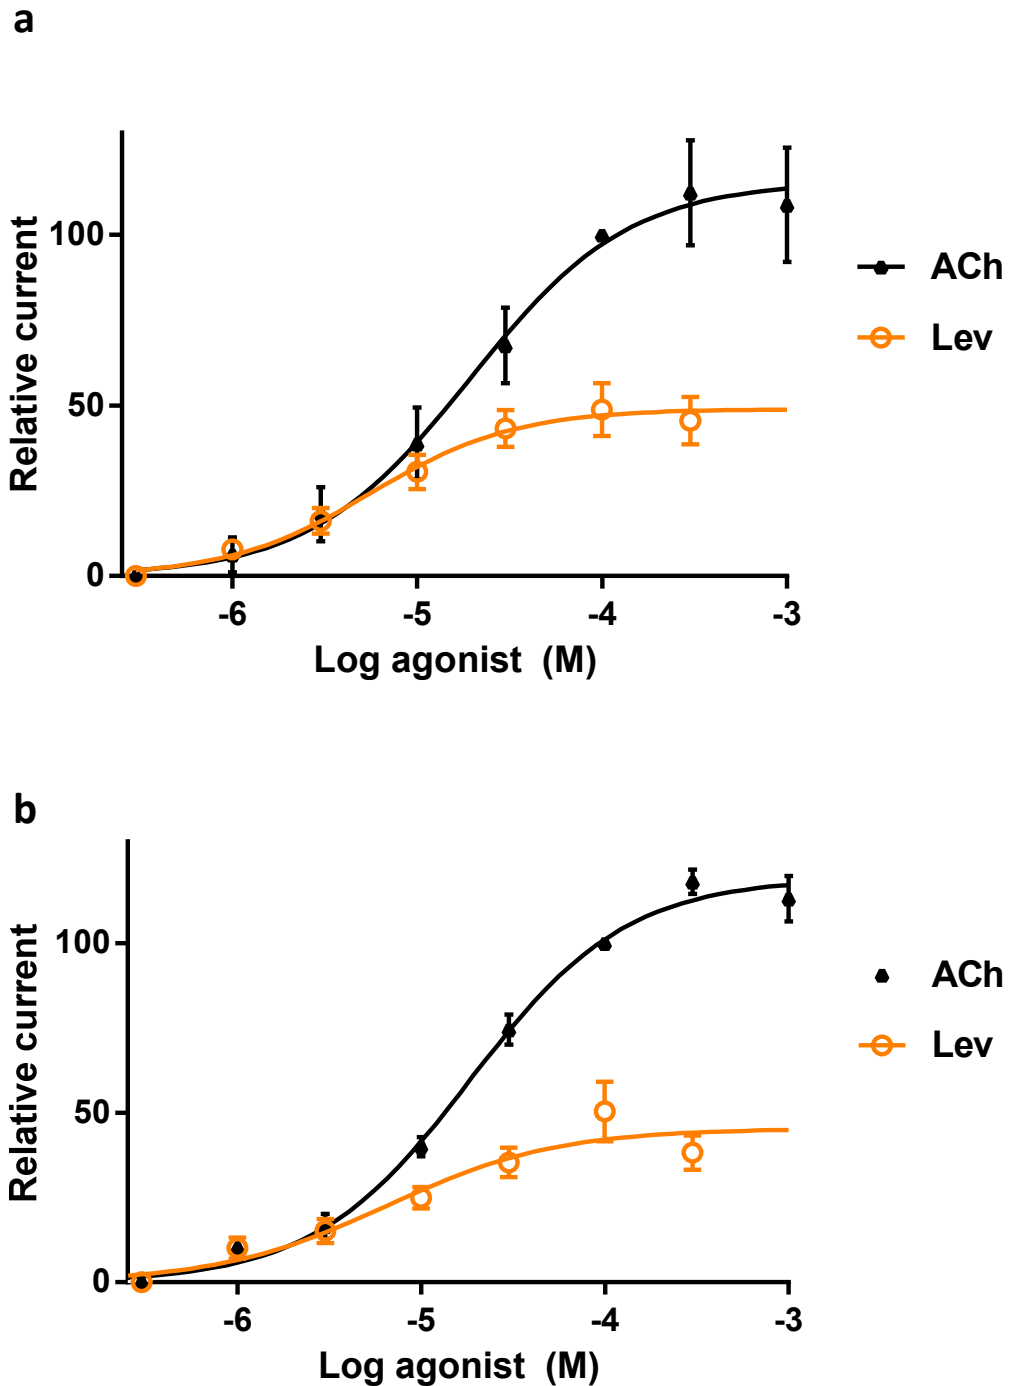 a
Relative current
100
50
0
-6 -5 -4 -3
Log agonist (M)
ACh
Lev
b
Relative current
100
50
0
-6 -5 -4 -3
Log agonist (M)
ACh
Lev